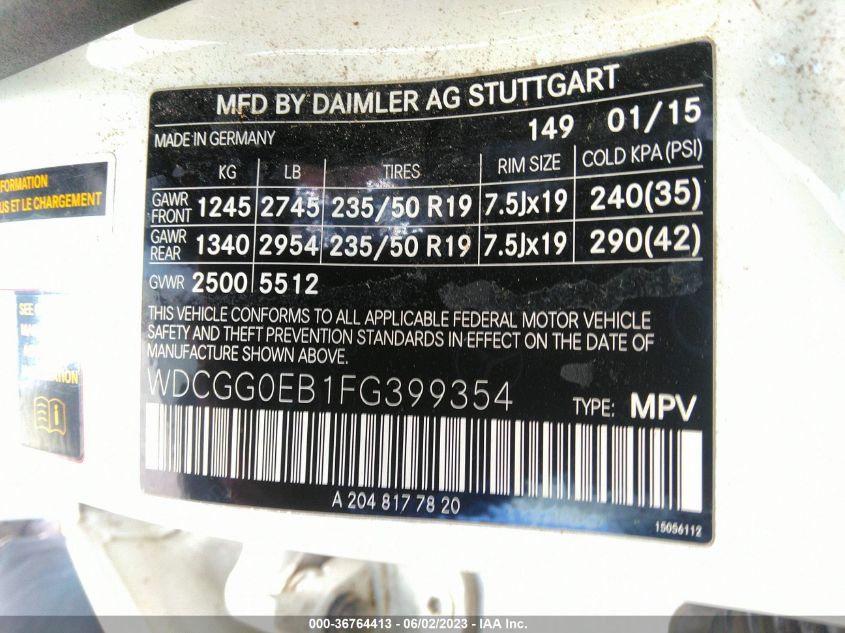 MFD BY DAIMLER AG STUTTGART
MADE IN GERMANY 149 01/15
KG LB TIRES RIM SIZE COLD KPA (PSI)
GAWR FRONT 1245 2745 235/50 R19 7.5Jx19 240(35)
GAWR REAR 1340 2954 235/50 R19 7.5Jx19 290(42)
GVWR 2500 5512
THIS VEHICLE CONFORMS TO ALL APPLICABLE FEDERAL MOTOR VEHICLE
SAFETY AND THEFT PREVENTION STANDARDS IN EFFECT ON THE DATE OF
MANUFACTURE SHOWN ABOVE.
WDCGG0EB1FG399354 TYPE: MPV
A 204 817 78 20
15056112
FORMATION
US ET LE CHARGEMENT
SEE
000-36764413 - 06/02/2023 - IAA Inc.